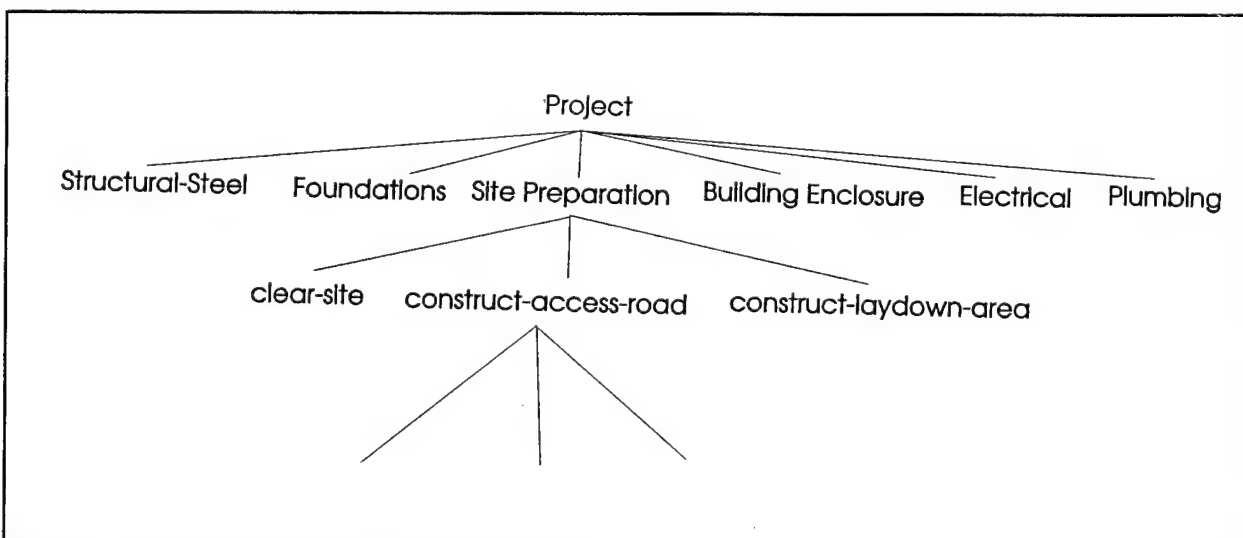 Project
Structural-Steel Foundations Site Preparation Building Enclosure Electrical Plumbing
clear-site construct-access-road construct-laydown-area